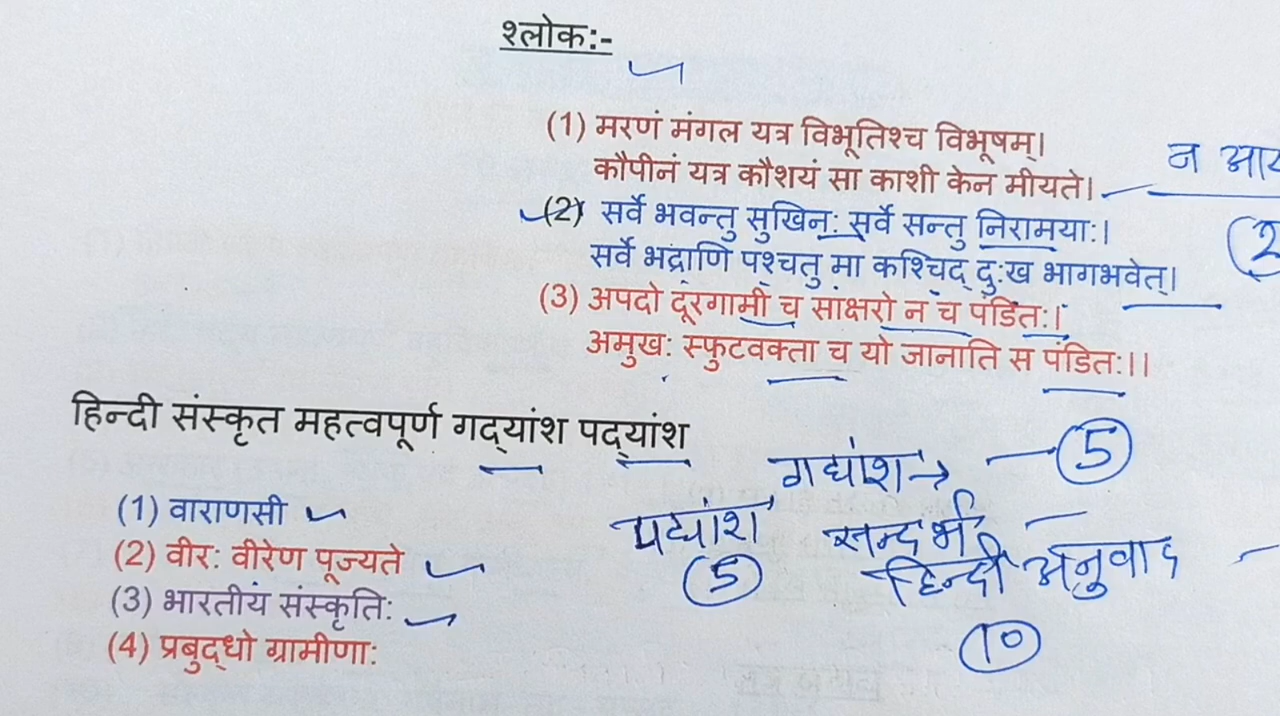 श्लोक:-
(1) मरणं मंगल यत्र विभूतिश्च विभूषम्।
कौपीनं यत्र कौशयं सा काशी केन मीयते।
न आय
(2) सर्वे भवन्तु सुखिन: सर्वे सन्तु निरामया:।
(2
सर्वे भद्राणि पश्चतु मा कश्चिद् दु:ख भागभवेत्।
(3) अपदो दूरगामी च साक्षरो न च पंडित:।
अमुख: स्फुटवक्ता च यो जानाति स पंडित:।।
हिन्दी संस्कृत महत्वपूर्ण गद्यांश पद्यांश
गद्यांश→ — 5
(1) वाराणसी
पद्यांश सन्दर्भ
(2) वीर: वीरेण पूज्यते
5 हिन्दी अनुवाद
(3) भारतीयं संस्कृति:
(4) प्रबुद्धो ग्रामीणा:
10